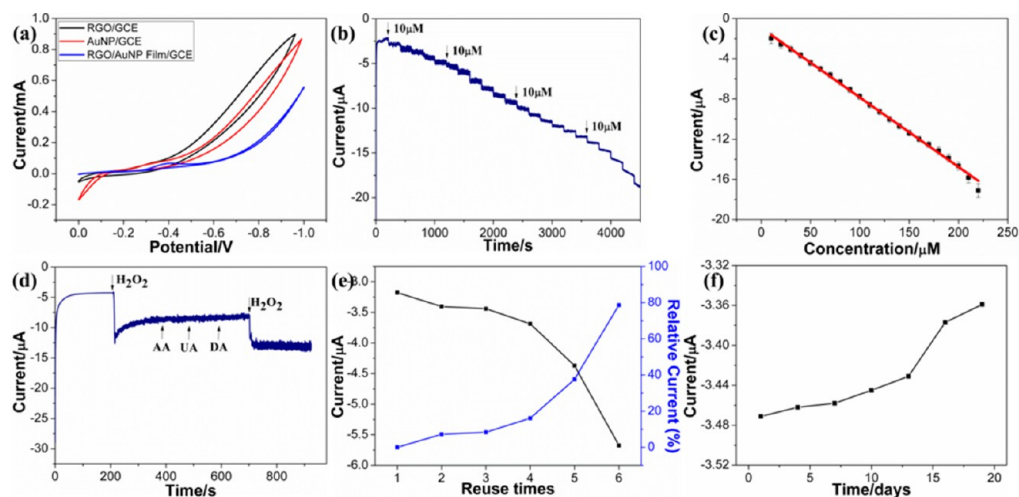 (a)
RGO/GCE
AuNP/GCE
RGO/AuNP Film/GCE
Current/mA
0.8
0.6
0.4
0.2
0.0
-0.2
0.0 -0.2 -0.4 -0.6 -0.8 -1.0
Potential/V
(b)
10μM
10μM
10μM
10μM
Current/μA
0
-5
-10
-15
-20
0 1000 2000 3000 4000
Time/s
(c)
Current/μA
0
-4
-8
-12
-16
-20
0 50 100 150 200 250
Concentration/μM
(d)
H2O2
H2O2
AA UA DA
Current/μA
0
-5
-10
-15
-20
-25
-30
0 200 400 600 800
Time/s
(e)
Current/μA
-3.5
-4.0
-4.5
-5.0
-5.5
-6.0
1 2 3 4 5 6
Reuse times
100
80
60
40
20
0
Relative Current (%)
(f)
Current/μA
-3.32
-3.36
-3.40
-3.44
-3.48
-3.52
0 5 10 15 20
Time/days